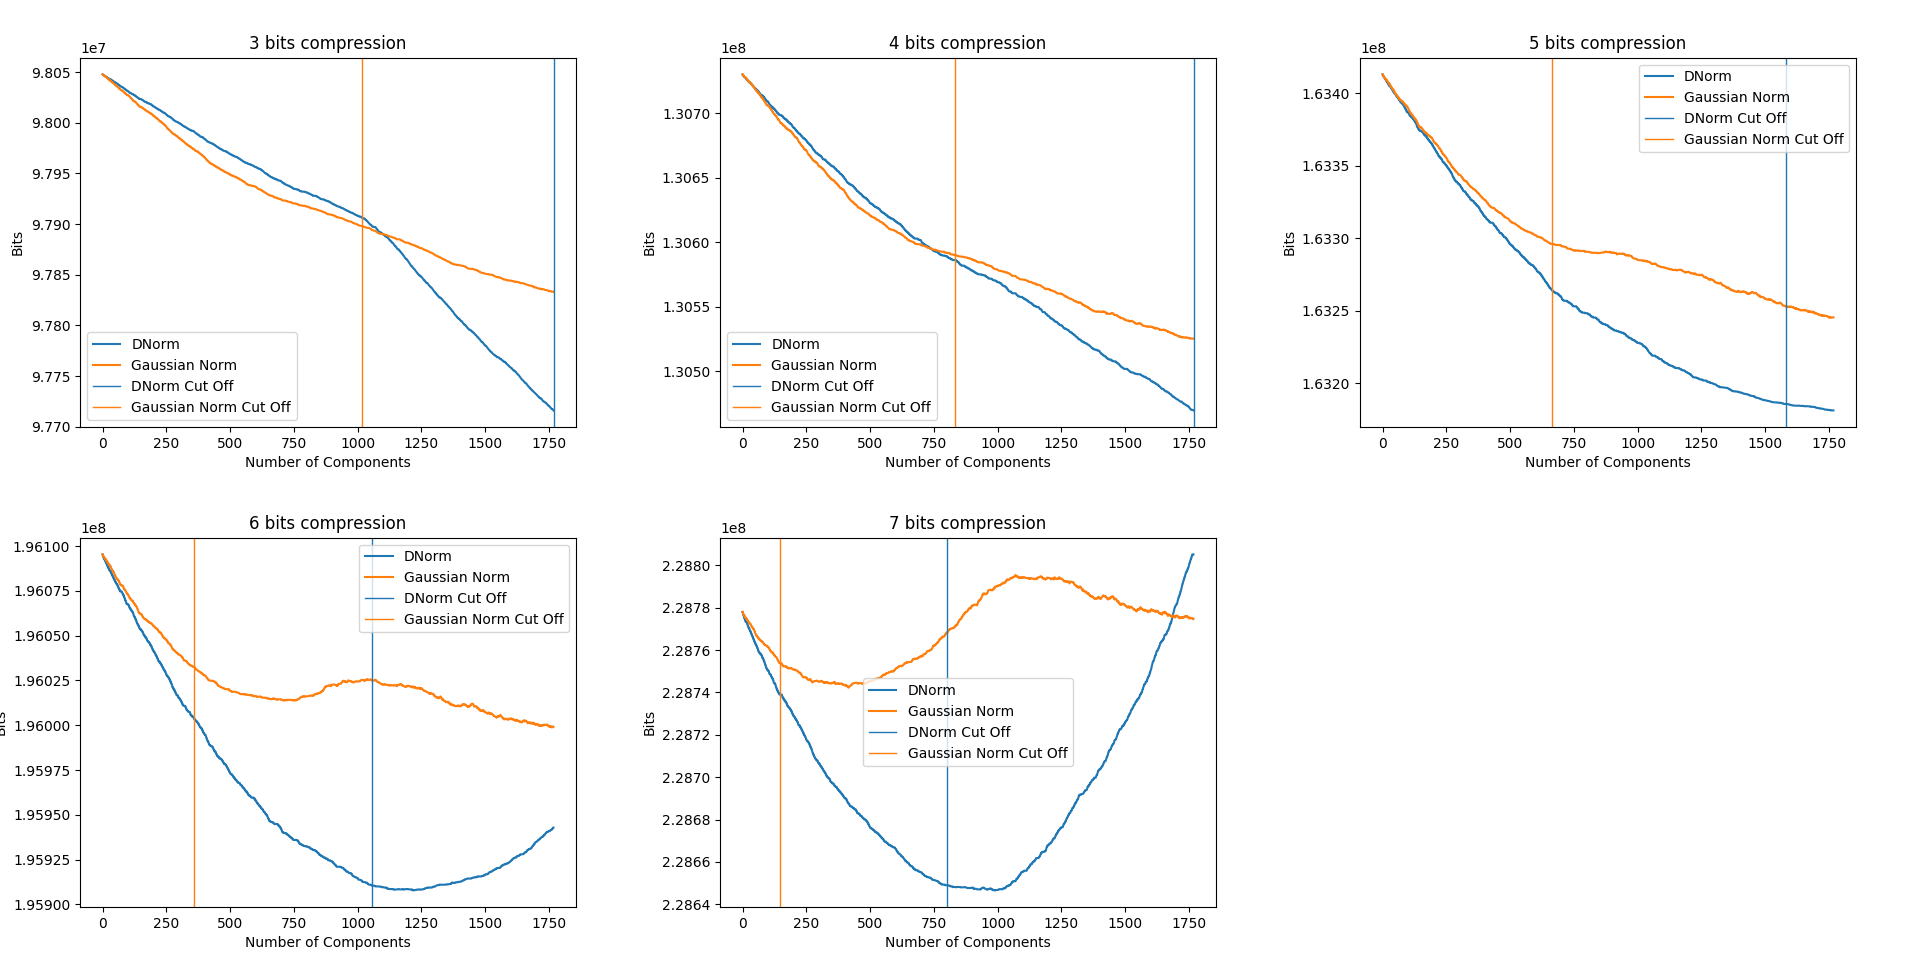 3 bits compression
1e7
9.805
9.800
9.795
9.790
9.785
9.780
9.775
9.770
Bits
DNorm
Gaussian Norm
DNorm Cut Off
Gaussian Norm Cut Off
0 250 500 750 1000 1250 1500 1750
Number of Components
4 bits compression
1e8
1.3070
1.3065
1.3060
1.3055
1.3050
Bits
DNorm
Gaussian Norm
DNorm Cut Off
Gaussian Norm Cut Off
0 250 500 750 1000 1250 1500 1750
Number of Components
5 bits compression
1e8
1.6340
1.6335
1.6330
1.6325
1.6320
Bits
DNorm
Gaussian Norm
DNorm Cut Off
Gaussian Norm Cut Off
0 250 500 750 1000 1250 1500 1750
Number of Components
6 bits compression
1e8
1.96100
1.96075
1.96050
1.96025
1.96000
1.95975
1.95950
1.95925
1.95900
Bits
DNorm
Gaussian Norm
DNorm Cut Off
Gaussian Norm Cut Off
0 250 500 750 1000 1250 1500 1750
Number of Components
7 bits compression
1e8
2.2880
2.2878
2.2876
2.2874
2.2872
2.2870
2.2868
2.2866
2.2864
Bits
DNorm
Gaussian Norm
DNorm Cut Off
Gaussian Norm Cut Off
0 250 500 750 1000 1250 1500 1750
Number of Components